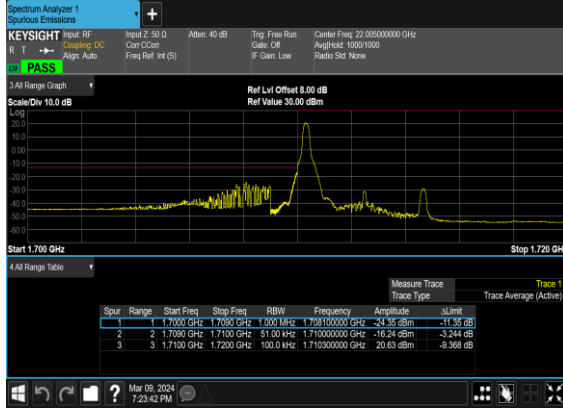 Spectrum Analyzer 1
Spurious Emissions
+
KEYSIGHT Input: RF Input Z: 50 Ω Atten: 40 dB Trig: Free Run Center Freq: 22.005000000 GHz
R T Coupling: DC Corr CCorr Gate: Off Avg|Hold: 1000/1000
Align: Auto Freq Ref: Int (S) IF Gain: Low Radio Std: None
PASS
3 All Range Graph
Ref Lvl Offset 8.00 dB
Scale/Div 10.0 dB Ref Value 30.00 dBm
Log
20.0
10.0
0.00
-10.0
-20.0
-30.0
-40.0
-50.0
-60.0
Start 1.700 GHz Stop 1.720 GH
4 All Range Table
Measure Trace Trace 1
Trace Type Trace Average (Active)
Spur Range Start Freq Stop Freq RBW Frequency Amplitude ΔLimit
1 1 1.7000 GHz 1.7090 GHz 1.000 MHz 1.708100000 GHz -24.35 dBm -11.35 dB
2 2 1.7090 GHz 1.7100 GHz 51.00 kHz 1.710000000 GHz -16.24 dBm -3.244 dB
3 3 1.7100 GHz 1.7200 GHz 100.0 kHz 1.710300000 GHz 20.63 dBm -9.368 dB
? Mar 09, 2024
7:23:42 PM